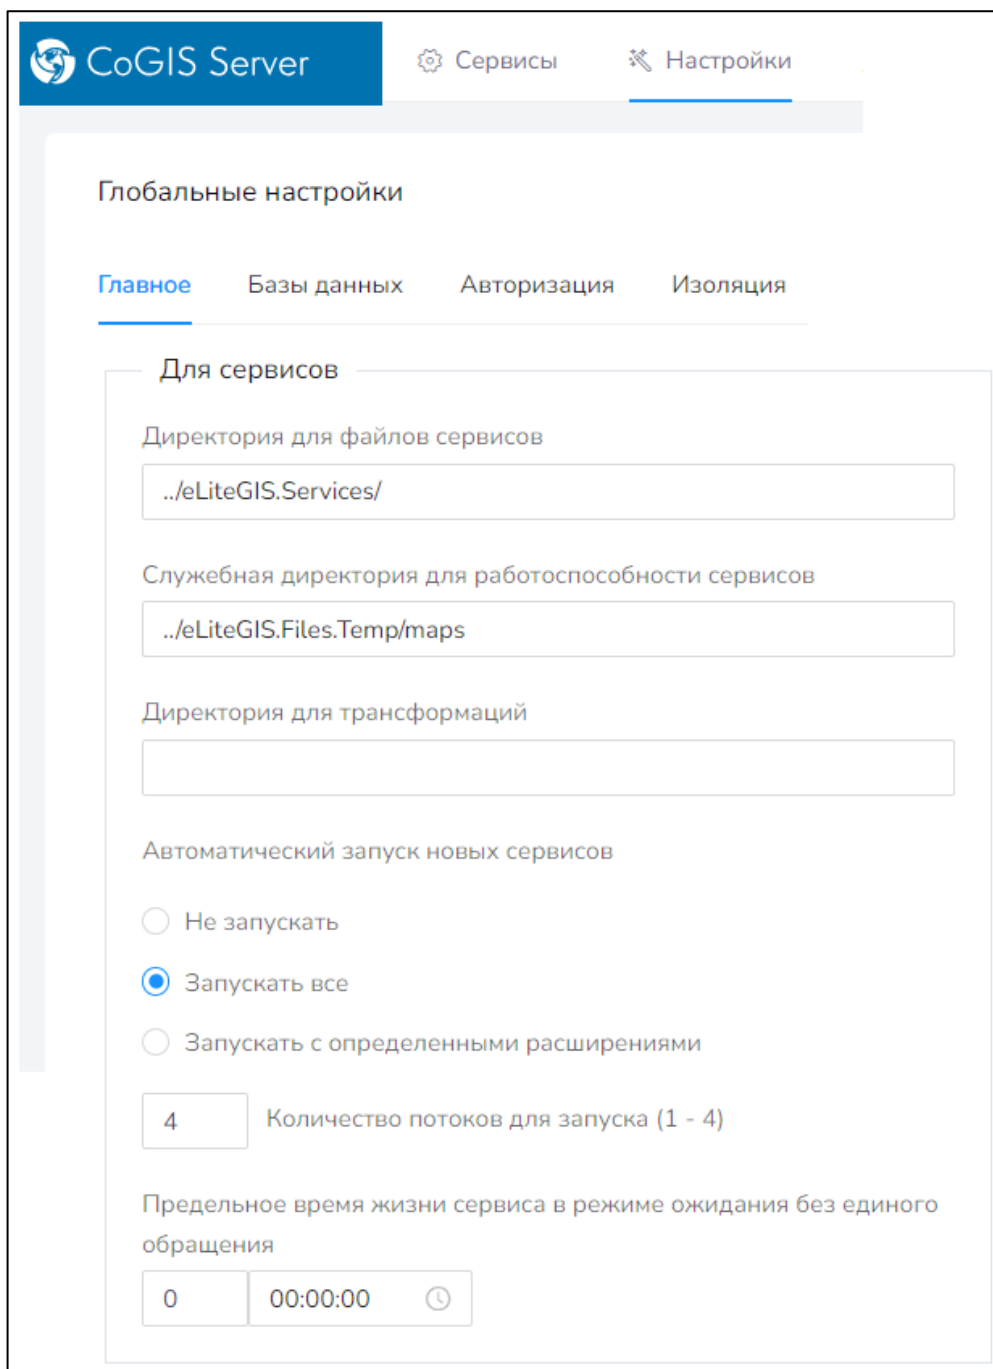 CoGIS Server Сервисы Настройки
Глобальные настройки
Главное Базы данных Авторизация Изоляция
Для сервисов
Директория для файлов сервисов
../eLiteGIS.Services/
Служебная директория для работоспособности сервисов
../eLiteGIS.Files.Temp/maps
Директория для трансформаций
Автоматический запуск новых сервисов
Не запускать
Запускать все
Запускать с определенными расширениями
4 Количество потоков для запуска (1 - 4)
Предельное время жизни сервиса в режиме ожидания без единого
обращения
0 00:00:00